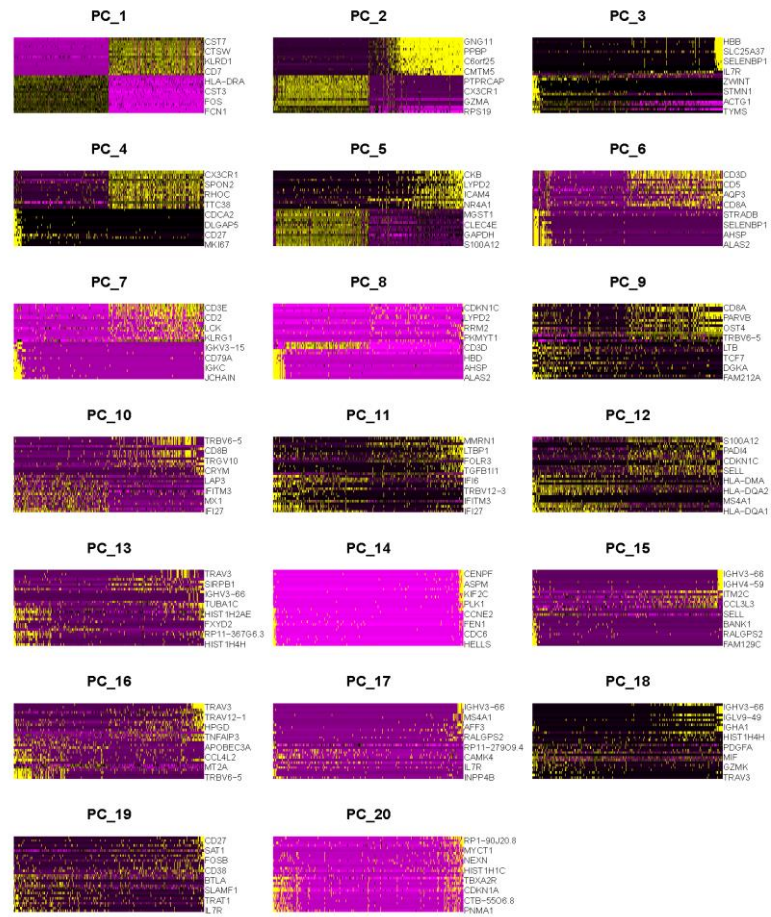 PC_1
CST7
CTSW
KLRD1
CD7
HLA-DRA
CST3
FOS
FCN1
PC_2
GNG11
PPBP
C6orf25
CMTM5
PTPRCAP
CX3CR1
GZMA
RPS19
PC_3
HBB
SLC25A37
SELENBP1
IL7R
ZWINT
STMN1
ACTG1
TYMS
PC_4
CX3CR1
SPON2
RHOC
TTC38
CDCA2
DLGAP5
CD27
MKI67
PC_5
CKB
LYPD2
ICAM4
NR4A1
MGST1
CLEC4E
GAPDH
S100A12
PC_6
CD3D
CD5
AQP3
CD8A
STRADB
SELENBP1
AHSP
ALAS2
PC_7
CD3E
CD2
LCK
KLRG1
IGKV3-15
CD79A
IGKC
JCHAIN
PC_8
CDKN1C
LYPD2
RRM2
PKMYT1
CD3D
HBD
AHSP
ALAS2
PC_9
CD8A
PARVB
OST4
TRBV6-5
LTB
TCF7
DGKA
FAM212A
PC_10
TRBV6-5
CD8B
TRGV10
CRYM
LAP3
IFITM3
MX1
IFI27
PC_11
MMRN1
LTBP1
FOLR3
TGFB1I1
IFI6
TRBV12-3
IFITM3
IFI27
PC_12
S100A12
PADI4
CDKN1C
SELL
HLA-DMA
HLA-DQA2
MS4A1
HLA-DQA1
PC_13
TRAV3
SIRPB1
IGHV3-66
TUBA1C
HIST1H2AE
FXYD2
RP11-367G6.3
HIST1H4H
PC_14
CENPF
ASPM
KIF2C
PLK1
CCNE2
FEN1
CDC6
HELLS
PC_15
IGHV3-66
IGHV4-59
ITM2C
CCL3L3
SELL
BANK1
RALGPS2
FAM129C
PC_16
TRAV3
TRAV12-1
HPGD
TNFAIP3
APOBEC3A
CCL4L2
MT2A
TRBV6-5
PC_17
IGHV3-66
MS4A1
AFF3
RALGPS2
RP11-279O9.4
CAMK4
IL7R
INPP4B
PC_18
IGHV3-66
IGLV9-49
IGHA1
HIST1H4H
PDGFA
MIF
GZMK
TRAV3
PC_19
CD27
SAT1
FOSB
CD38
BTLA
SLAMF1
TRAT1
IL7R
PC_20
RP1-90J20.8
MYCT1
NEXN
HIST1H1C
TBXA2R
CDKN1A
CTB-55O6.8
PNMA1